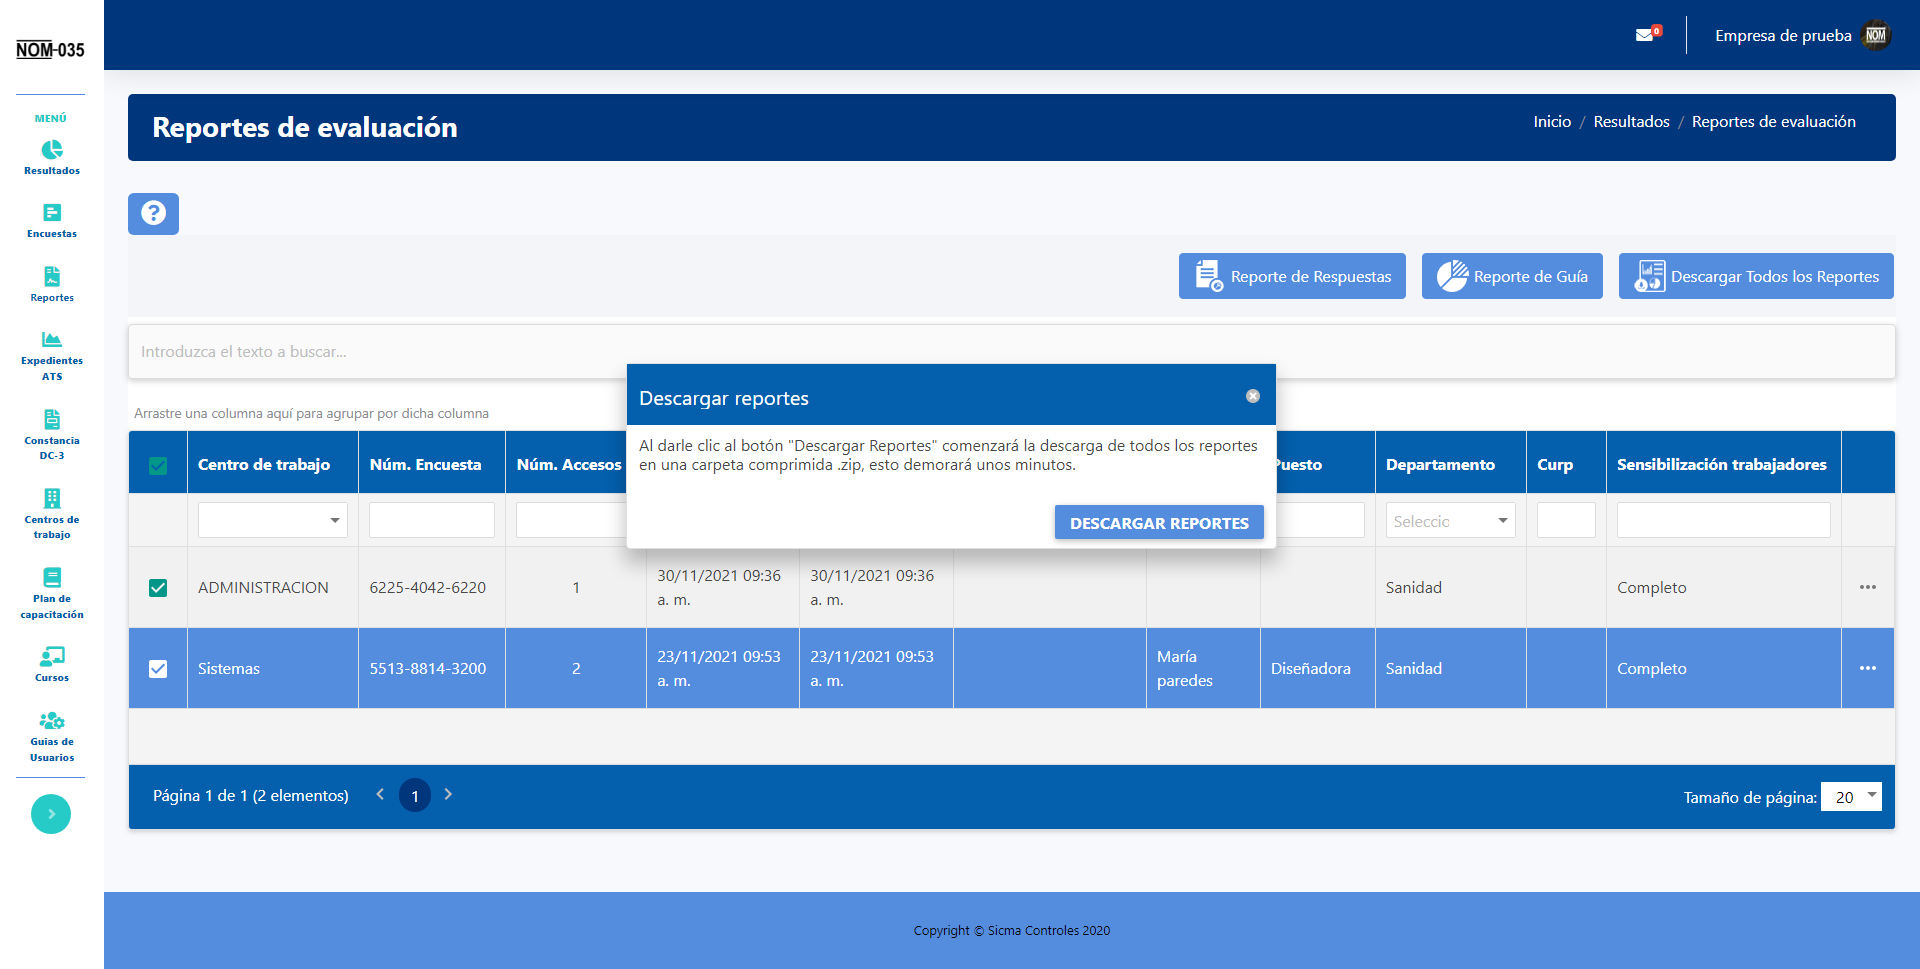 NOM-035
0
Empresa de prueba
NOM
MENÚ
Resultados
Encuestas
Reportes
Expedientes
ATS
Constancia
DC-3
Centros de
trabajo
Plan de
capacitación
Cursos
Guias de
Usuarios
Reportes de evaluación
Inicio / Resultados / Reportes de evaluación
?
Reporte de Respuestas
Reporte de Guía
Descargar Todos los Reportes
Introduzca el texto a buscar...
Arrastre una columna aquí para agrupar por dicha columna
Descargar reportes
Al darle clic al botón "Descargar Reportes" comenzará la descarga de todos los reportes
en una carpeta comprimida .zip, esto demorará unos minutos.
DESCARGAR REPORTES
Centro de trabajo Núm. Encuesta Núm. Accesos Puesto Departamento Curp Sensibilización trabajadores
Seleccio
ADMINISTRACION 6225-4042-6220 1 30/11/2021 09:36 30/11/2021 09:36 Sanidad Completo ...
a. m. a. m.
Sistemas 5513-8814-3200 2 23/11/2021 09:53 23/11/2021 09:53 María Diseñadora Sanidad Completo ...
a. m. a. m. paredes
Página 1 de 1 (2 elementos) 1 Tamaño de página: 20
Copyright © Sicma Controles 2020